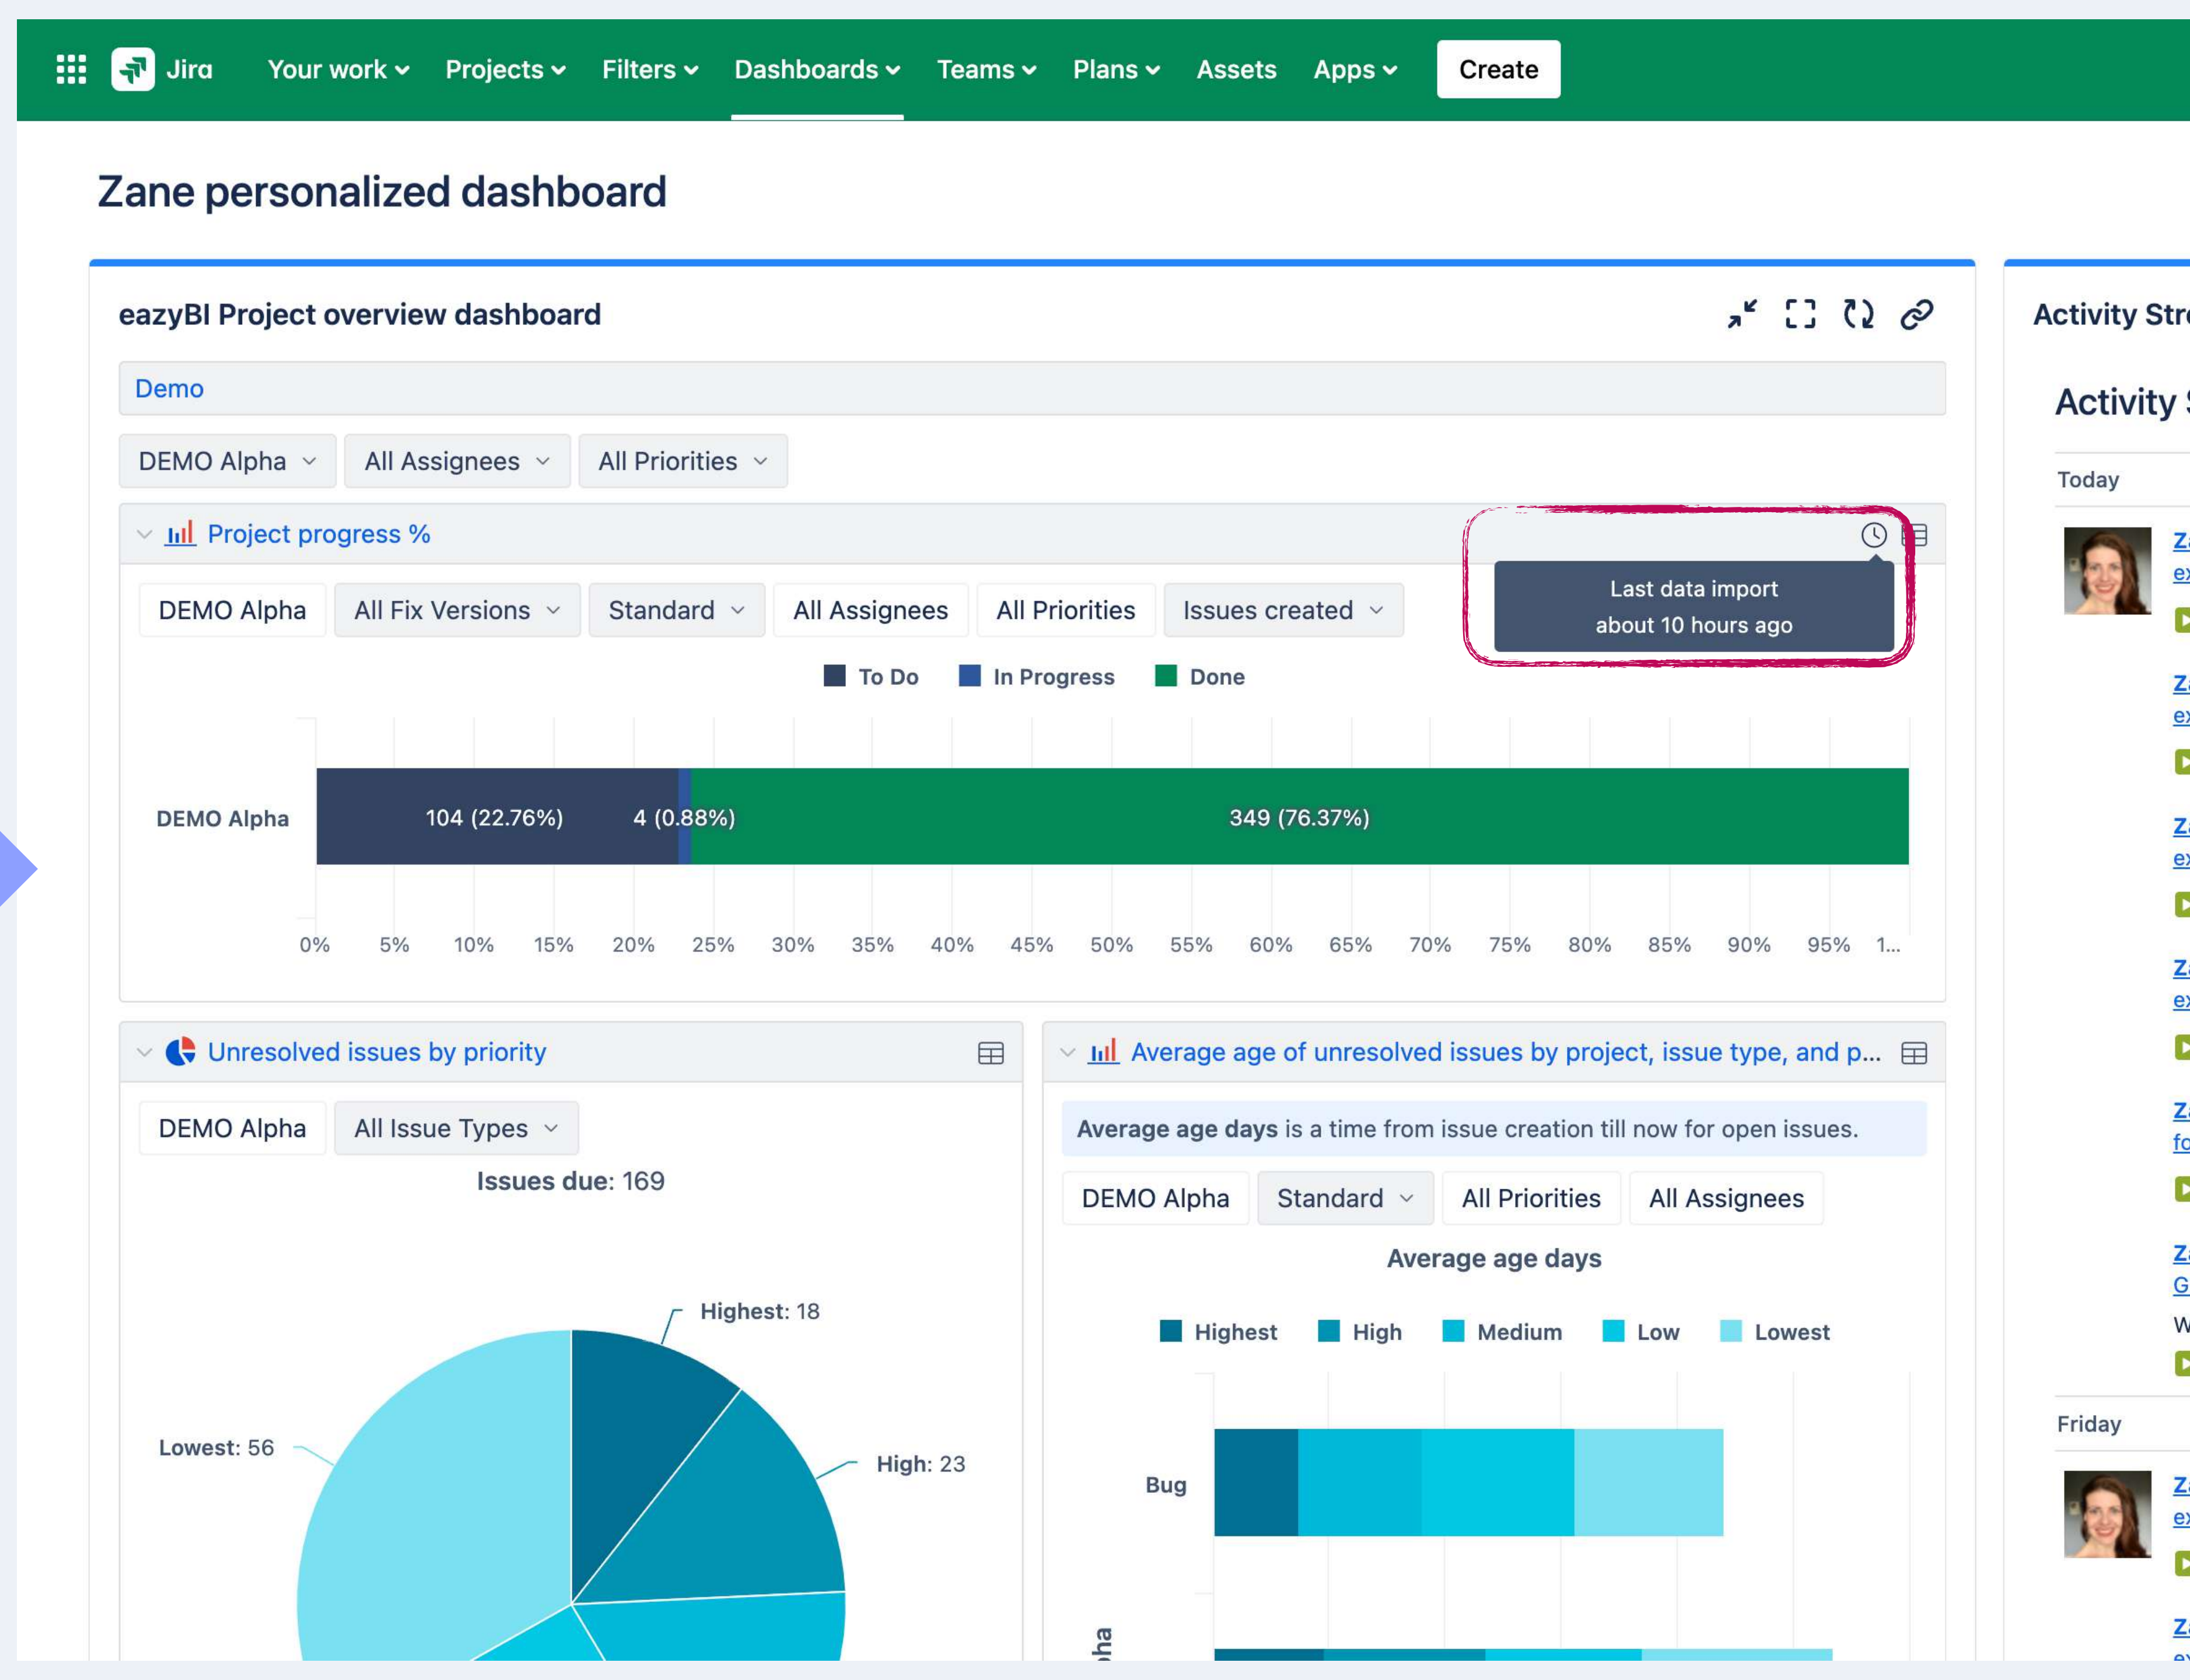 Jira Your work Projects Filters Dashboards Teams Plans Assets Apps Create
Zane personalized dashboard
eazyBI Project overview dashboard
Demo
DEMO Alpha All Assignees All Priorities
Project progress %
Last data import
about 10 hours ago
DEMO Alpha All Fix Versions Standard All Assignees All Priorities Issues created
To Do In Progress Done
DEMO Alpha 104 (22.76%) 4 (0.88%) 349 (76.37%)
0% 5% 10% 15% 20% 25% 30% 35% 40% 45% 50% 55% 60% 65% 70% 75% 80% 85% 90% 95% 1...
Unresolved issues by priority
DEMO Alpha All Issue Types
Issues due: 169
Highest: 18
High: 23
Lowest: 56
Average age of unresolved issues by project, issue type, and p...
Average age days is a time from issue creation till now for open issues.
DEMO Alpha Standard All Priorities All Assignees
Average age days
Highest High Medium Low Lowest
Bug
Activity
Activity
Today
Friday